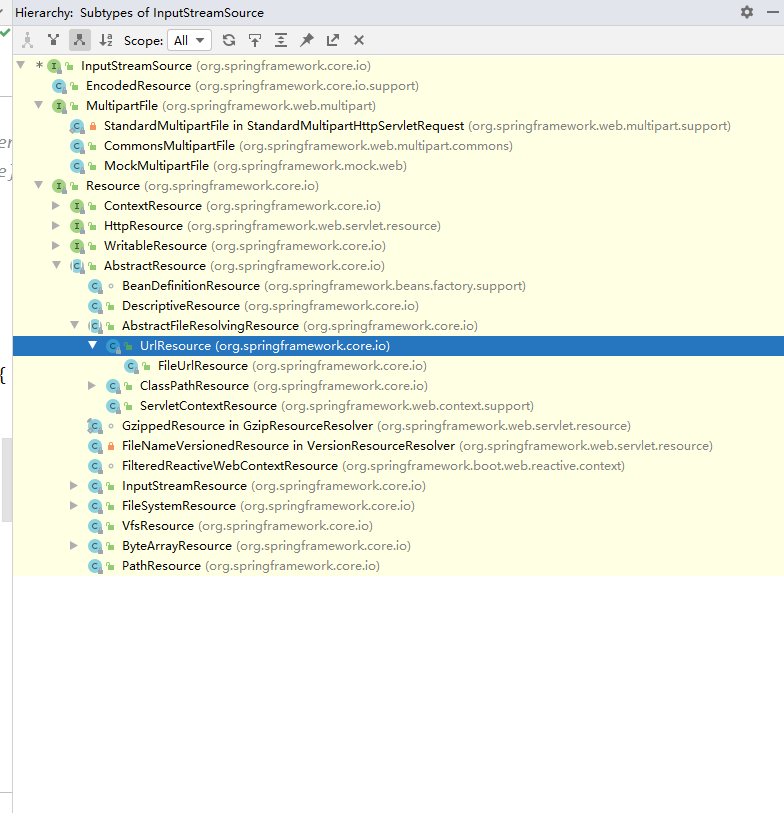 Hierarchy: Subtypes of InputStreamSource
Scope: All
* InputStreamSource (org.springframework.core.io)
EncodedResource (org.springframework.core.io.support)
MultipartFile (org.springframework.web.multipart)
StandardMultipartFile in StandardMultipartHttpServletRequest (org.springframework.web.multipart.support)
CommonsMultipartFile (org.springframework.web.multipart.commons)
MockMultipartFile (org.springframework.mock.web)
Resource (org.springframework.core.io)
ContextResource (org.springframework.core.io)
HttpResource (org.springframework.web.servlet.resource)
WritableResource (org.springframework.core.io)
AbstractResource (org.springframework.core.io)
BeanDefinitionResource (org.springframework.beans.factory.support)
DescriptiveResource (org.springframework.core.io)
AbstractFileResolvingResource (org.springframework.core.io)
UrlResource (org.springframework.core.io)
FileUrlResource (org.springframework.core.io)
{
ClassPathResource (org.springframework.core.io)
ServletContextResource (org.springframework.web.context.support)
GzippedResource in GzipResourceResolver (org.springframework.web.servlet.resource)
FileNameVersionedResource in VersionResourceResolver (org.springframework.web.servlet.resource)
FilteredReactiveWebContextResource (org.springframework.boot.web.reactive.context)
InputStreamResource (org.springframework.core.io)
FileSystemResource (org.springframework.core.io)
VfsResource (org.springframework.core.io)
ByteArrayResource (org.springframework.core.io)
PathResource (org.springframework.core.io)